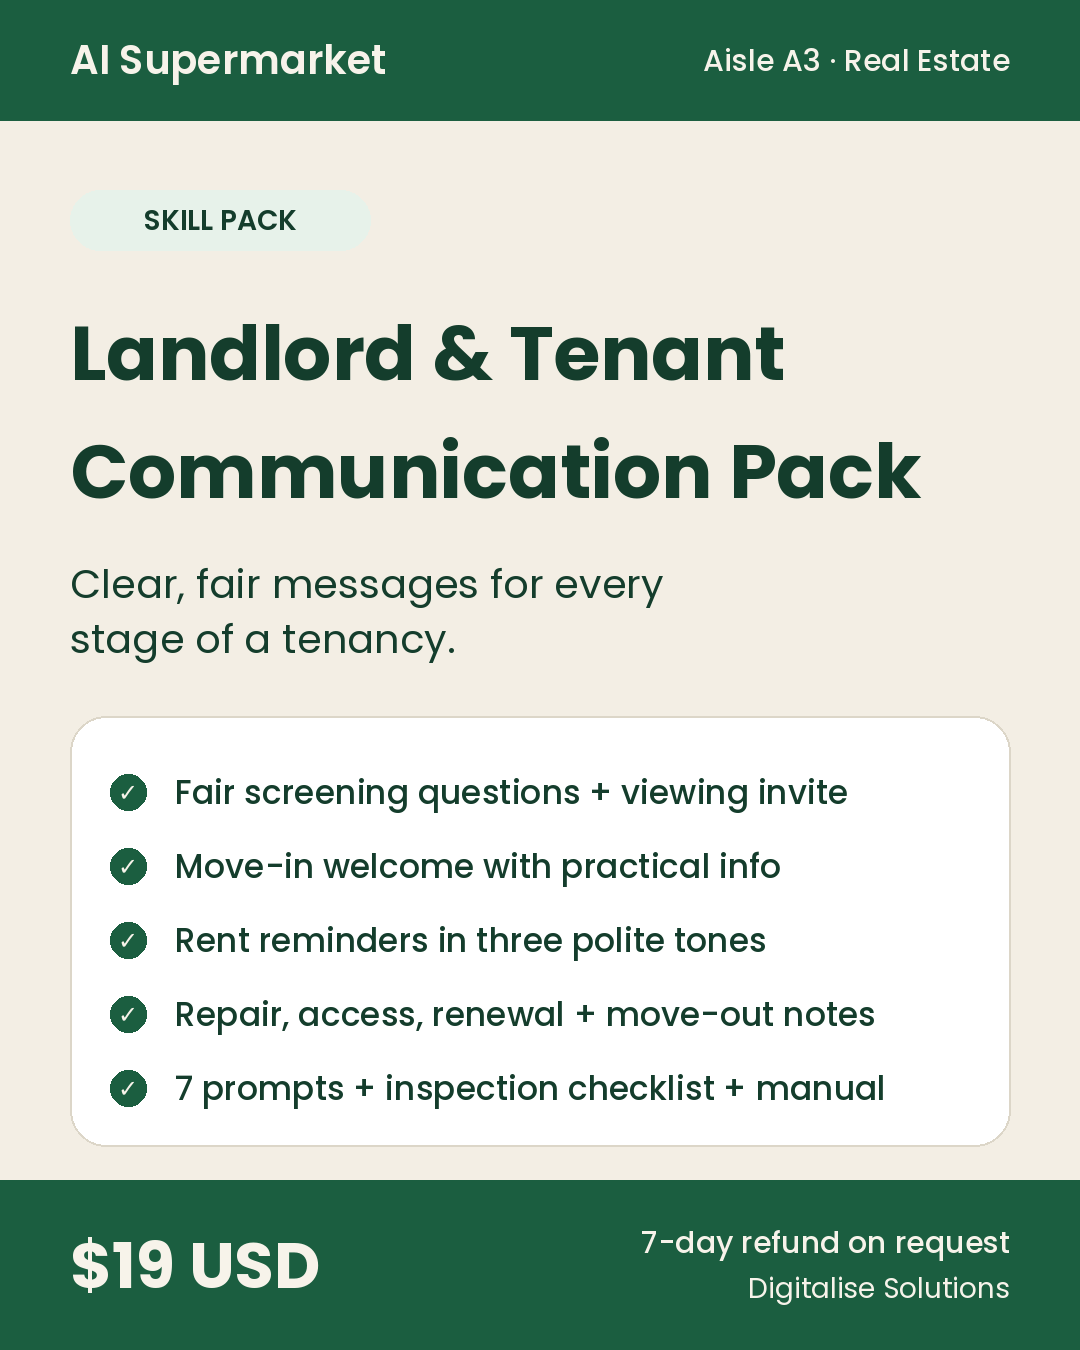 AI Supermarket
Aisle A3 · Real Estate
SKILL PACK
Landlord & Tenant
Communication Pack
Clear, fair messages for every
stage of a tenancy.
✓ Fair screening questions + viewing invite
✓ Move-in welcome with practical info
✓ Rent reminders in three polite tones
✓ Repair, access, renewal + move-out notes
✓ 7 prompts + inspection checklist + manual
$19 USD
7-day refund on request
Digitalise Solutions